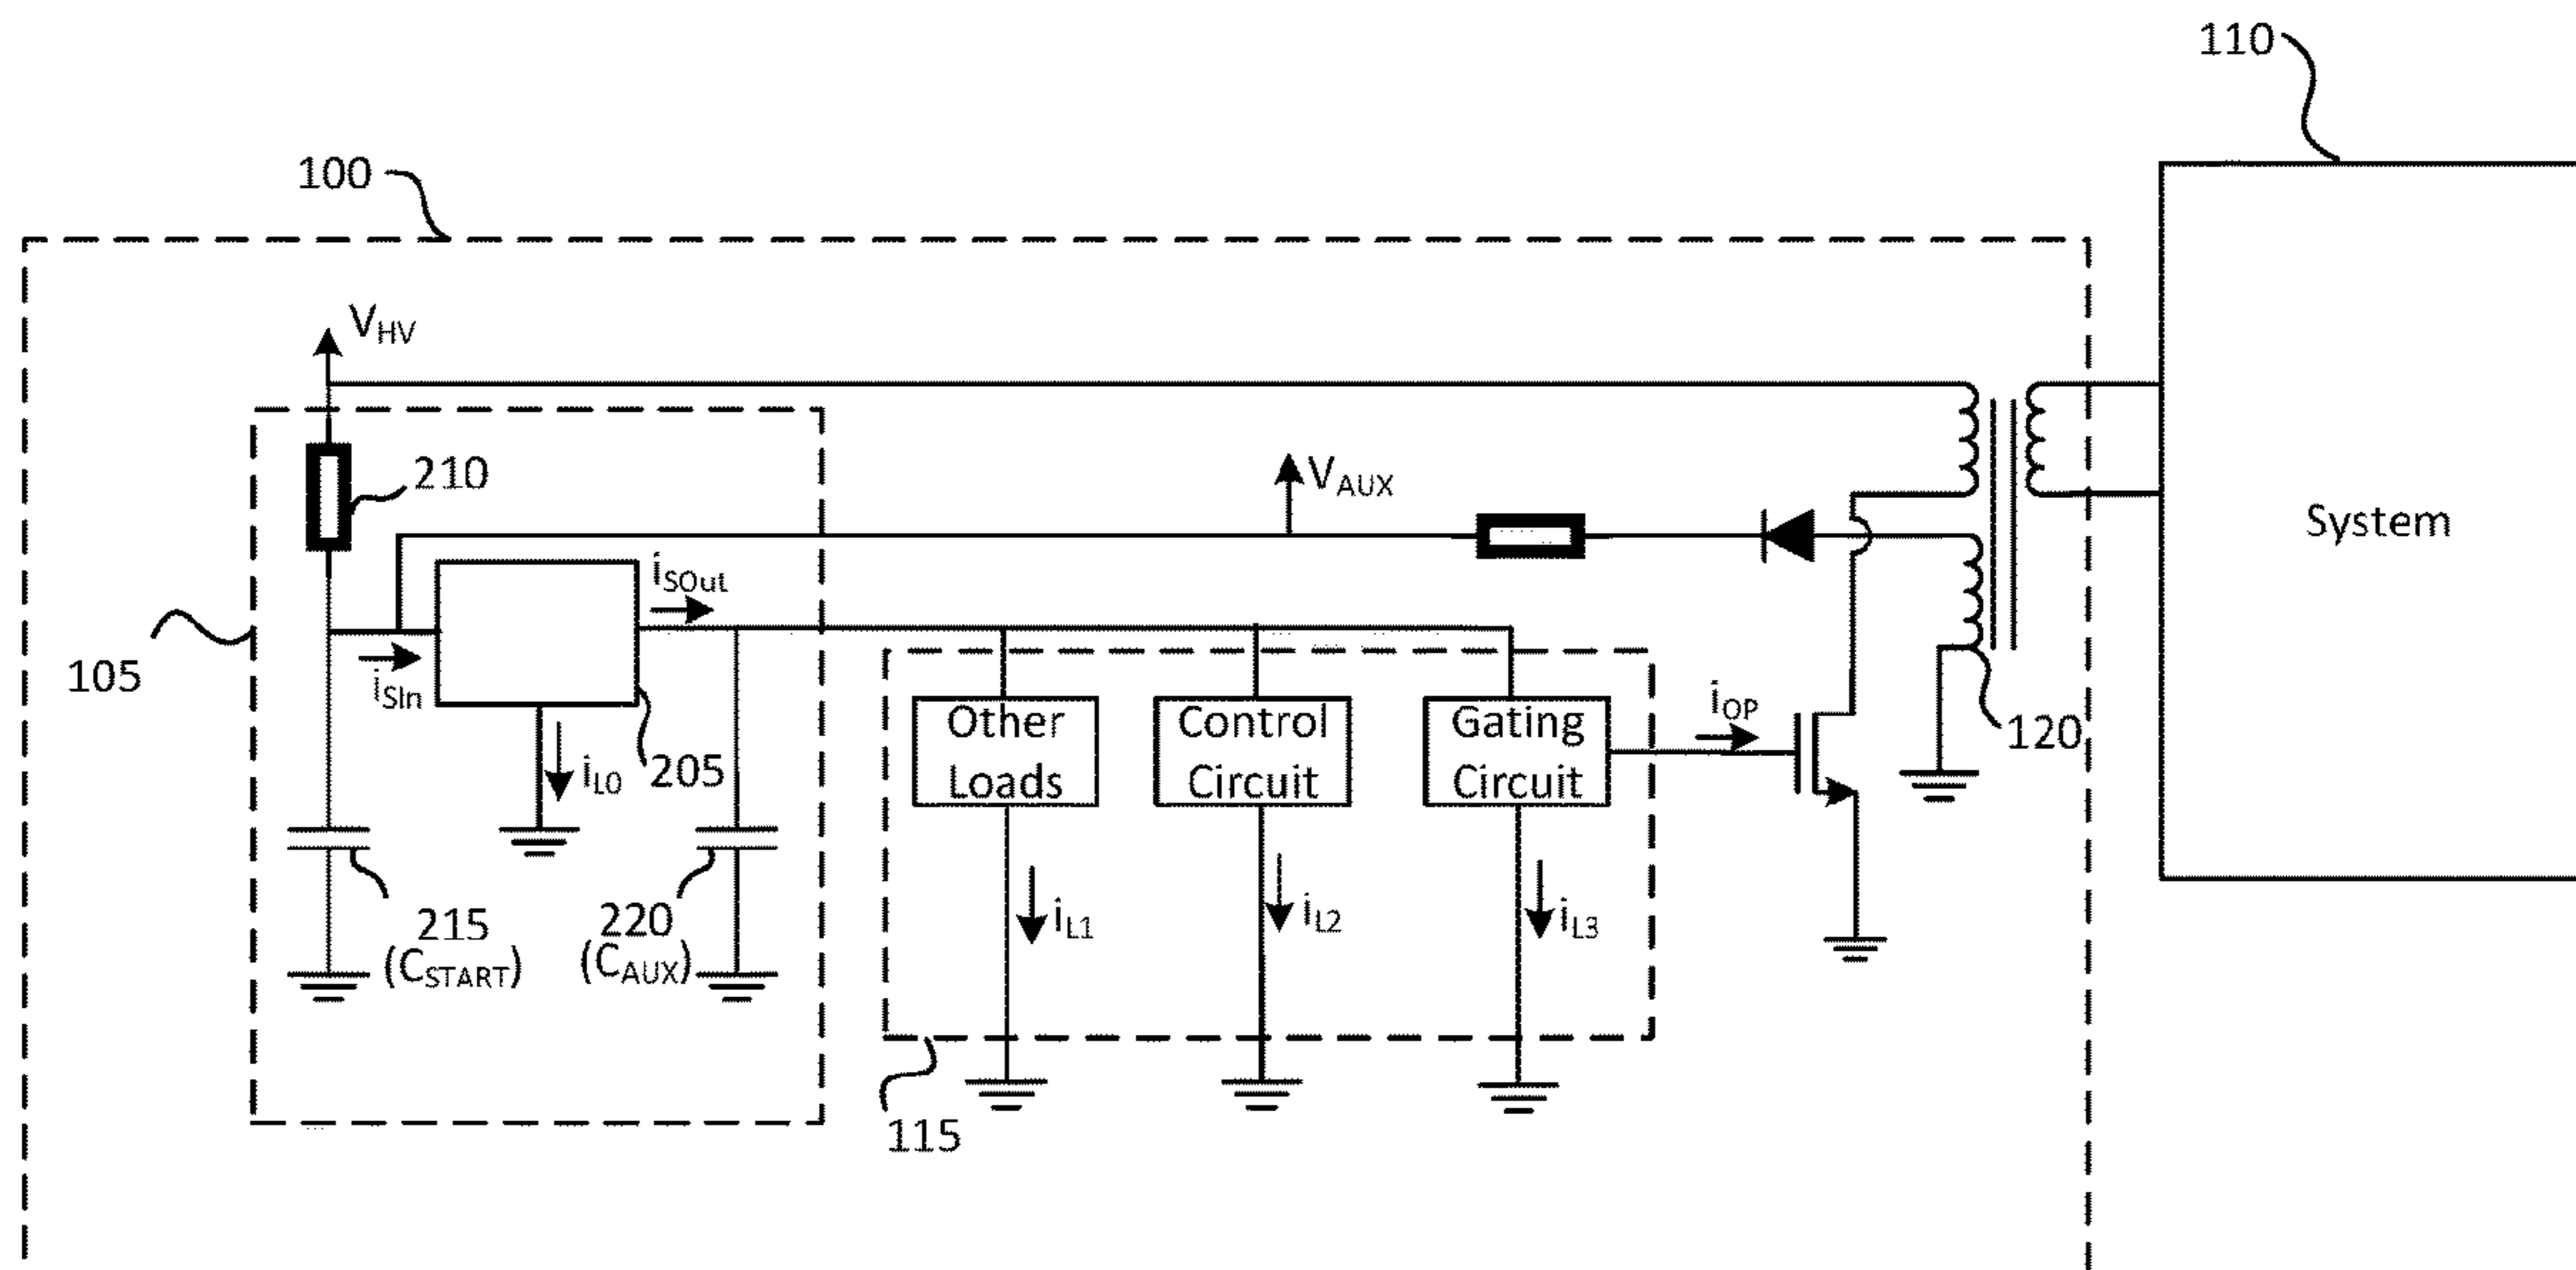 110
100
V_HV
210
V_AUX
System
i_SOut
105
i_SIn
i_L0
205
Other
Loads
Control
Circuit
Gating
Circuit
i_OP
120
215
(C_START)
220
(C_AUX)
i_L1
i_L2
i_L3
115